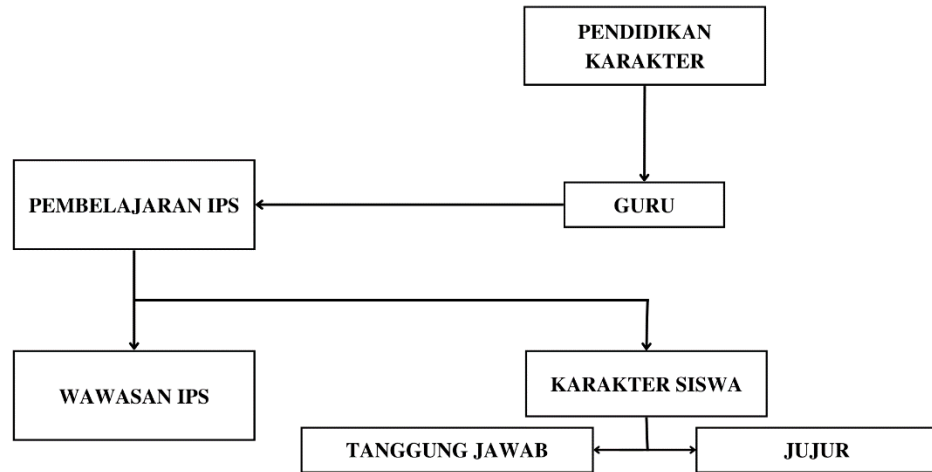 PENDIDIKAN
KARAKTER
GURU
PEMBELAJARAN IPS
WAWASAN IPS
KARAKTER SISWA
TANGGUNG JAWAB
JUJUR